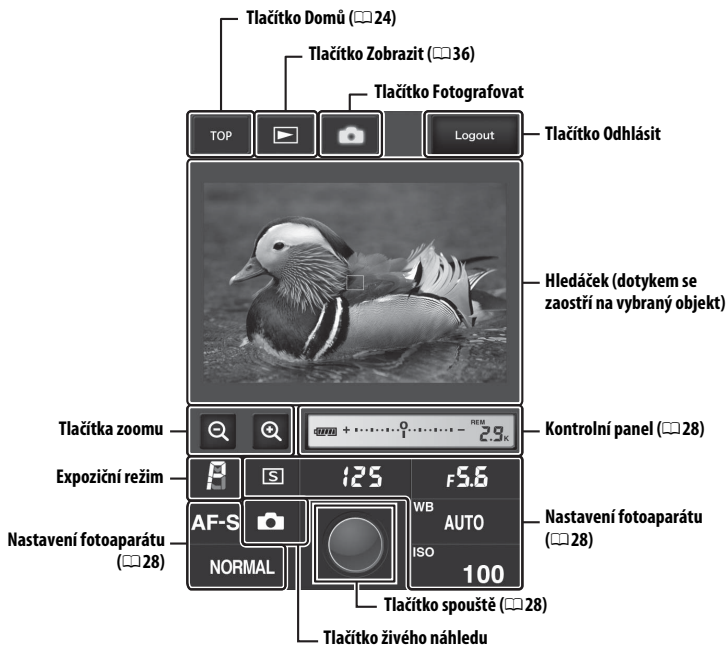 Tlačítko Domů (24)
Tlačítko Zobrazit (36)
Tlačítko Fotografovat
TOP
Logout
Tlačítko Odhlásit
Hledáček (dotykem se
zaostří na vybraný objekt)
Tlačítka zoomu
+ 0 − REM 2.9 K
Kontrolní panel (28)
Expoziční režim
P
S
125
F5.6
AF-S
WB
AUTO
Nastavení fotoaparátu
(28)
Nastavení fotoaparátu
(28)
NORMAL
ISO
100
Tlačítko spouště (28)
Tlačítko živého náhledu